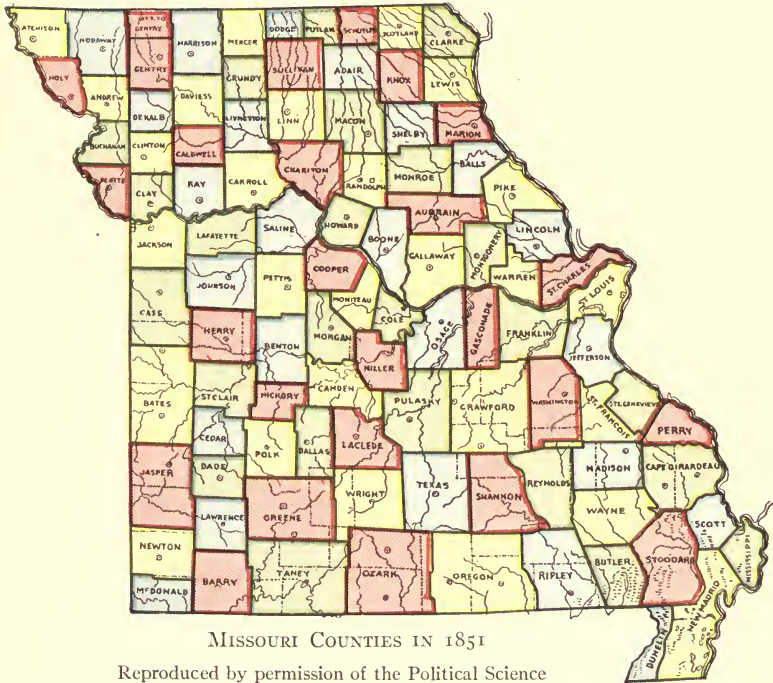 ATCHISON
NODAWAY
ATT. TO
GENTRY
HARRISON
MERCER
DODGE
SCOTLAND
CLARKE
HOLT
GENTRY
GRUNDY
SULLIVAN
ADAIR
KNOX
LEWIS
ANDREW
DEKALB
DAVIESS
LIVINGSTON
LINN
MACON
SHELBY
MARION
BUCHANAN
CLINTON
CALDWELL
CHARITON
RANDOLPH
MONROE
RALLS
PLATTE
CLAY
RAY
CARROLL
PIKE
AUDRAIN
JACKSON
LAFAYETTE
SALINE
HOWARD
BOONE
CALLAWAY
MONTGOMERY
LINCOLN
WARREN
ST. CHARLES
ST. LOUIS
JOHNSON
PETTIS
COOPER
MONITEAU
COLE
OSAGE
GASCONADE
FRANKLIN
JEFFERSON
CASS
HENRY
BENTON
MORGAN
MILLER
BATES
ST CLAIR
HICKORY
CAMDEN
PULASKY
CRAWFORD
WASHINGTON
ST. FRANCOIS
STE. GENEVIEVE
PERRY
CEDAR
POLK
DALLAS
LACLEDE
JASPER
DADE
LAWRENCE
GREENE
WRIGHT
TEXAS
SHANNON
REYNOLDS
MADISON
CAPE GIRARDEAU
WAYNE
SCOTT
NEWTON
MCDONALD
BARRY
TANEY
OZARK
OREGON
RIPLEY
BUTLER
STODDARD
MISSISSIPPI
NEW MADRID
MISSOURI COUNTIES IN 1851
Reproduced by permission of the Political Science